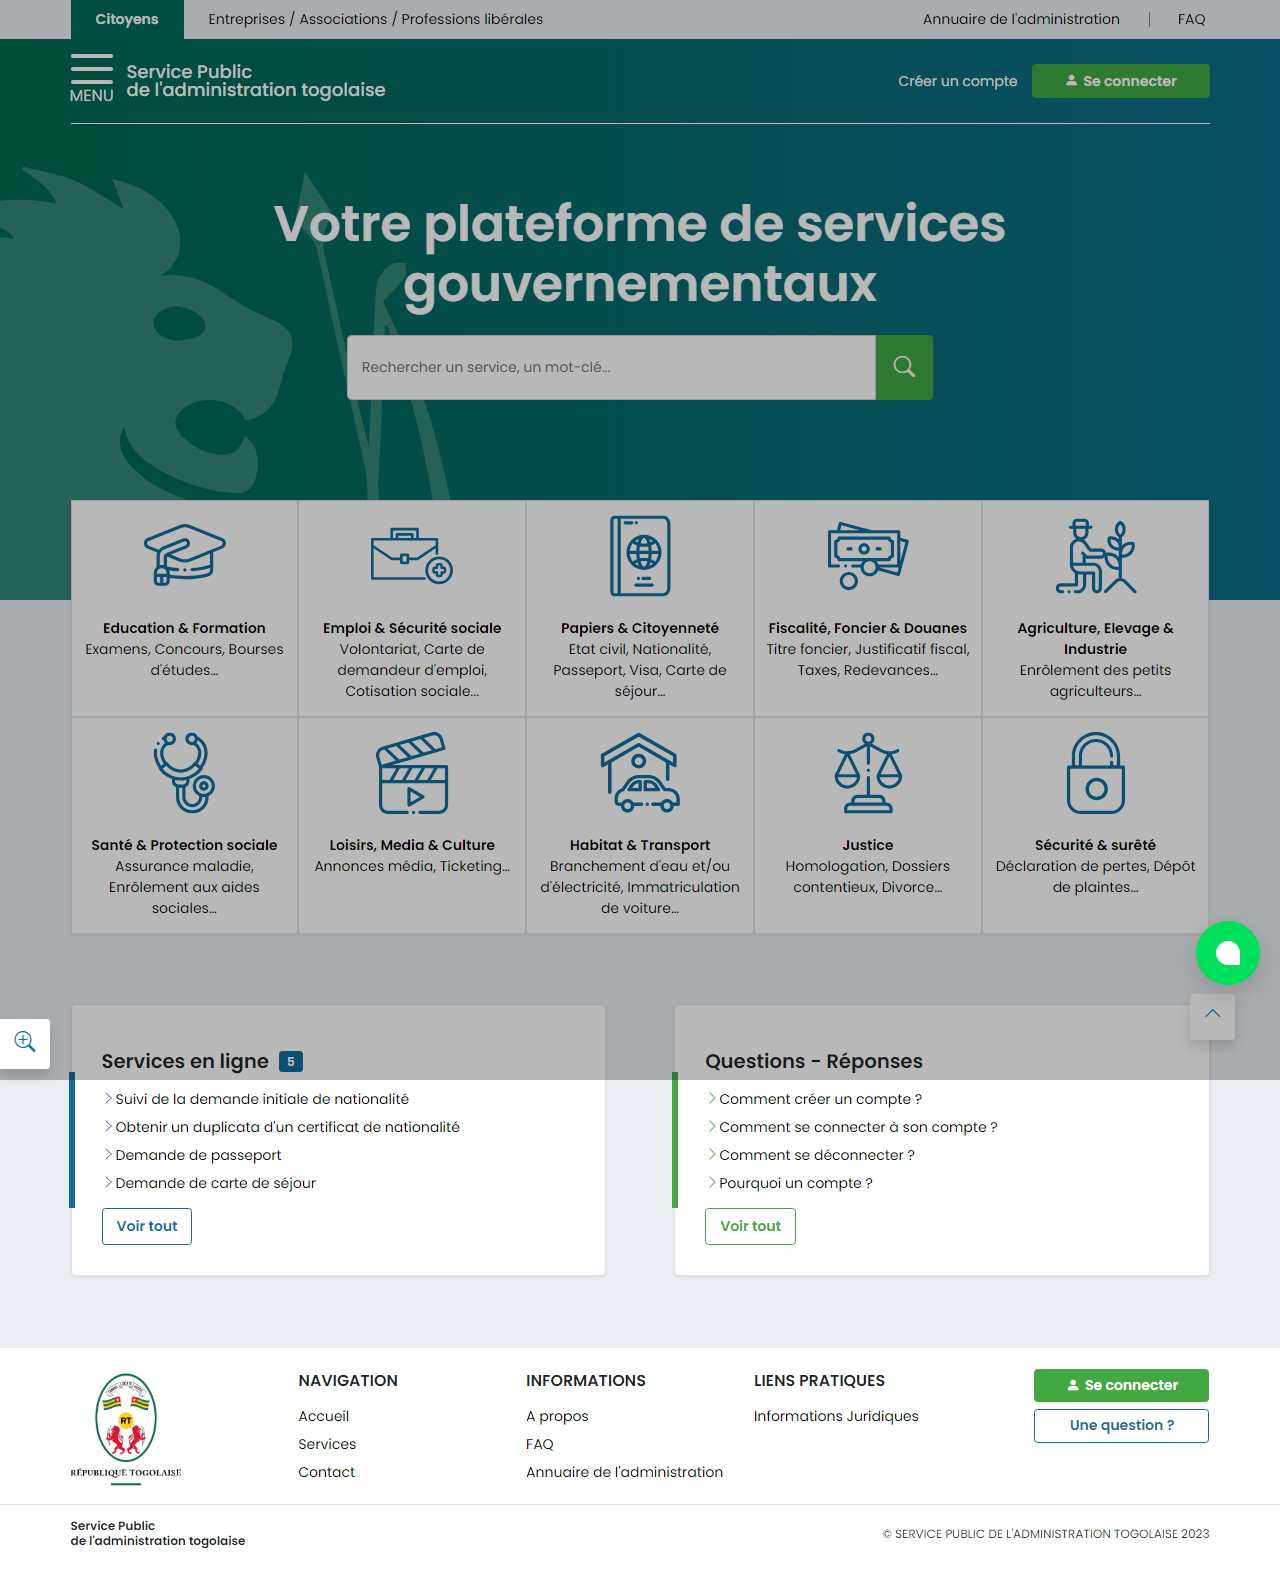 Citoyens
Entreprises / Associations / Professions libérales
Annuaire de l'administration
FAQ
MENU
Service Public
de l'administration togolaise
Créer un compte
Se connecter
Votre plateforme de services
gouvernementaux
Rechercher un service, un mot-clé...
Education & Formation
Examens, Concours, Bourses
d'études...
Emploi & Sécurité sociale
Volontariat, Carte de
demandeur d'emploi,
Cotisation sociale...
Papiers & Citoyenneté
Etat civil, Nationalité,
Passeport, Visa, Carte de
séjour...
Fiscalité, Foncier & Douanes
Titre foncier, Justificatif fiscal,
Taxes, Redevances...
Agriculture, Elevage &
Industrie
Enrôlement des petits
agriculteurs...
Santé & Protection sociale
Assurance maladie,
Enrôlement aux aides
sociales...
Loisirs, Media & Culture
Annonces média, Ticketing...
Habitat & Transport
Branchement d'eau et/ou
d'électricité, Immatriculation
de voiture...
Justice
Homologation, Dossiers
contentieux, Divorce...
Sécurité & surêté
Déclaration de pertes, Dépôt
de plaintes...
Services en ligne 5
Suivi de la demande initiale de nationalité
Obtenir un duplicata d'un certificat de nationalité
Demande de passeport
Demande de carte de séjour
Voir tout
Questions - Réponses
Comment créer un compte ?
Comment se connecter à son compte ?
Comment se déconnecter ?
Pourquoi un compte ?
Voir tout
RT
RÉPUBLIQUE TOGOLAISE
NAVIGATION
Accueil
Services
Contact
INFORMATIONS
A propos
FAQ
Annuaire de l'administration
LIENS PRATIQUES
Informations Juridiques
Se connecter
Une question ?
Service Public
de l'administration togolaise
© SERVICE PUBLIC DE L'ADMINISTRATION TOGOLAISE 2023